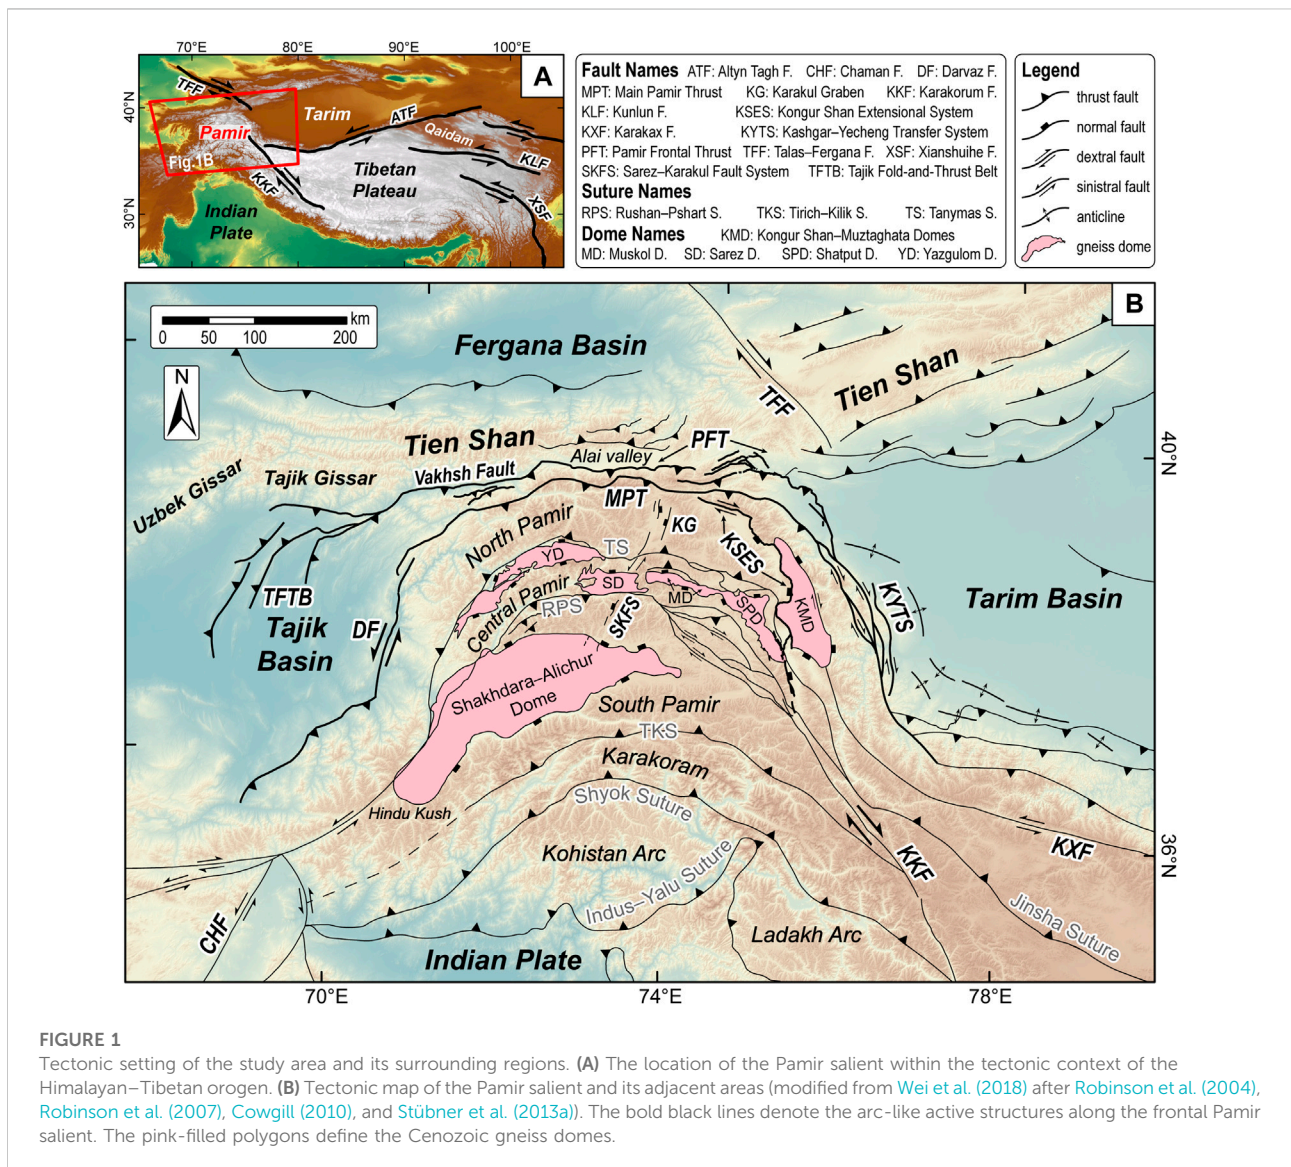 70°E 80°E 90°E 100°E
40°N
30°N
A
TFF
Tarim
ATF
Pamir
Qaidam
Fig.1B
KLF
KKF
Tibetan
Plateau
XSF
Indian
Plate
Fault Names ATF: Altyn Tagh F. CHF: Chaman F. DF: Darvaz F.
MPT: Main Pamir Thrust KG: Karakul Graben KKF: Karakorum F.
KLF: Kunlun F. KSES: Kongur Shan Extensional System
KXF: Karakax F. KYTS: Kashgar–Yecheng Transfer System
PFT: Pamir Frontal Thrust TFF: Talas–Fergana F. XSF: Xianshuihe F.
SKFS: Sarez–Karakul Fault System TFTB: Tajik Fold-and-Thrust Belt
Suture Names
RPS: Rushan–Pshart S. TKS: Tirich–Kilik S. TS: Tanymas S.
Dome Names KMD: Kongur Shan–Muztaghata Domes
MD: Muskol D. SD: Sarez D. SPD: Shatput D. YD: Yazgulom D.
Legend
thrust fault
normal fault
dextral fault
sinistral fault
anticline
gneiss dome
B
km
0 50 100 200
N
Fergana Basin
Tien Shan
TFF
Tien Shan
PFT
Alai valley
Vakhsh Fault
Tajik Gissar
Uzbek Gissar
40°N
MPT
North Pamir
KG
KSES
TS
YD
SD
MD
SPD
KMD
KYTS
Central Pamir
RPS
SKFS
TFTB
Tajik
Basin
DF
Tarim Basin
Shakhdara–Alichur
Dome
South Pamir
TKS
Karakoram
Shyok Suture
Hindu Kush
Kohistan Arc
KKF
KXF
36°N
Indus–Yalu Suture
Jinsha Suture
CHF
Ladakh Arc
Indian Plate
70°E 74°E 78°E
FIGURE 1
Tectonic setting of the study area and its surrounding regions. (A) The location of the Pamir salient within the tectonic context of the
Himalayan–Tibetan orogen. (B) Tectonic map of the Pamir salient and its adjacent areas (modified from Wei et al. (2018) after Robinson et al. (2004),
Robinson et al. (2007), Cowgill (2010), and Stübner et al. (2013a)). The bold black lines denote the arc-like active structures along the frontal Pamir
salient. The pink-filled polygons define the Cenozoic gneiss domes.